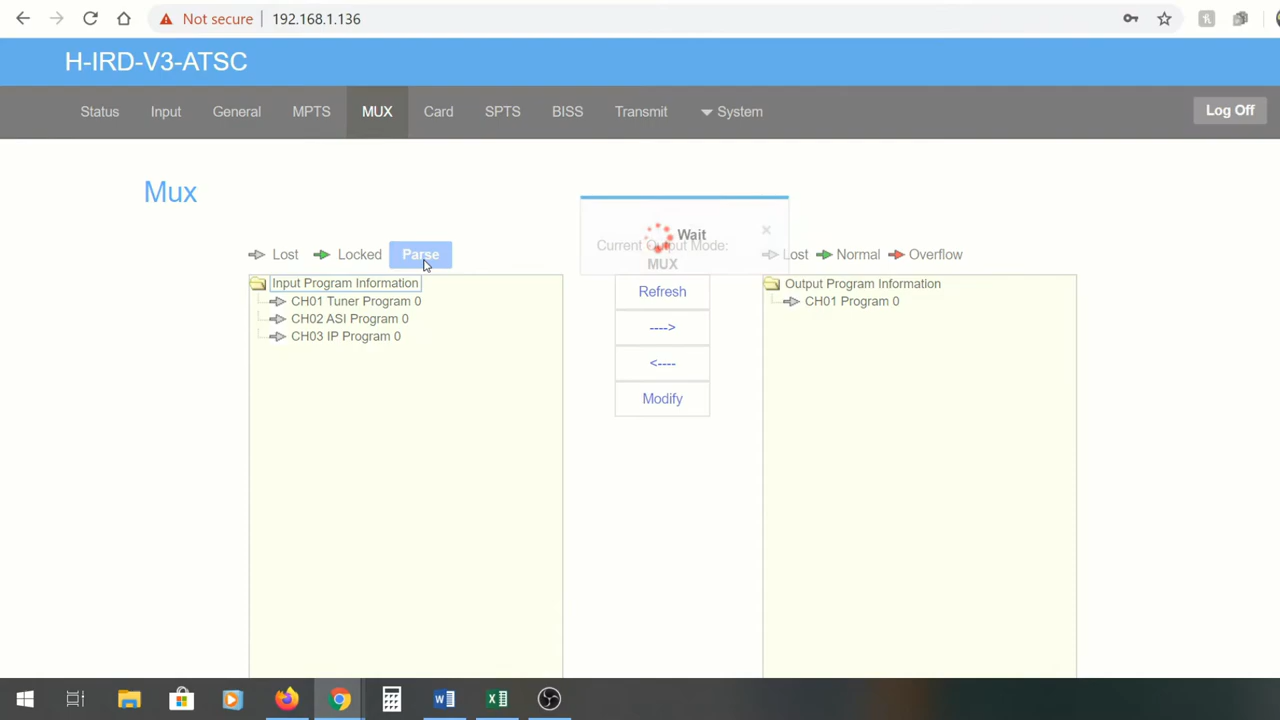 Not secure 192.168.1.136
H-IRD-V3-ATSC
Status Input General MPTS MUX Card SPTS BISS Transmit System Log Off
Mux
Lost Locked Parse
Wait
Current Output Mode:
MUX
Lost Normal Overflow
Input Program Information
CH01 Tuner Program 0
CH02 ASI Program 0
CH03 IP Program 0
Refresh
---->
<----
Modify
Output Program Information
CH01 Program 0